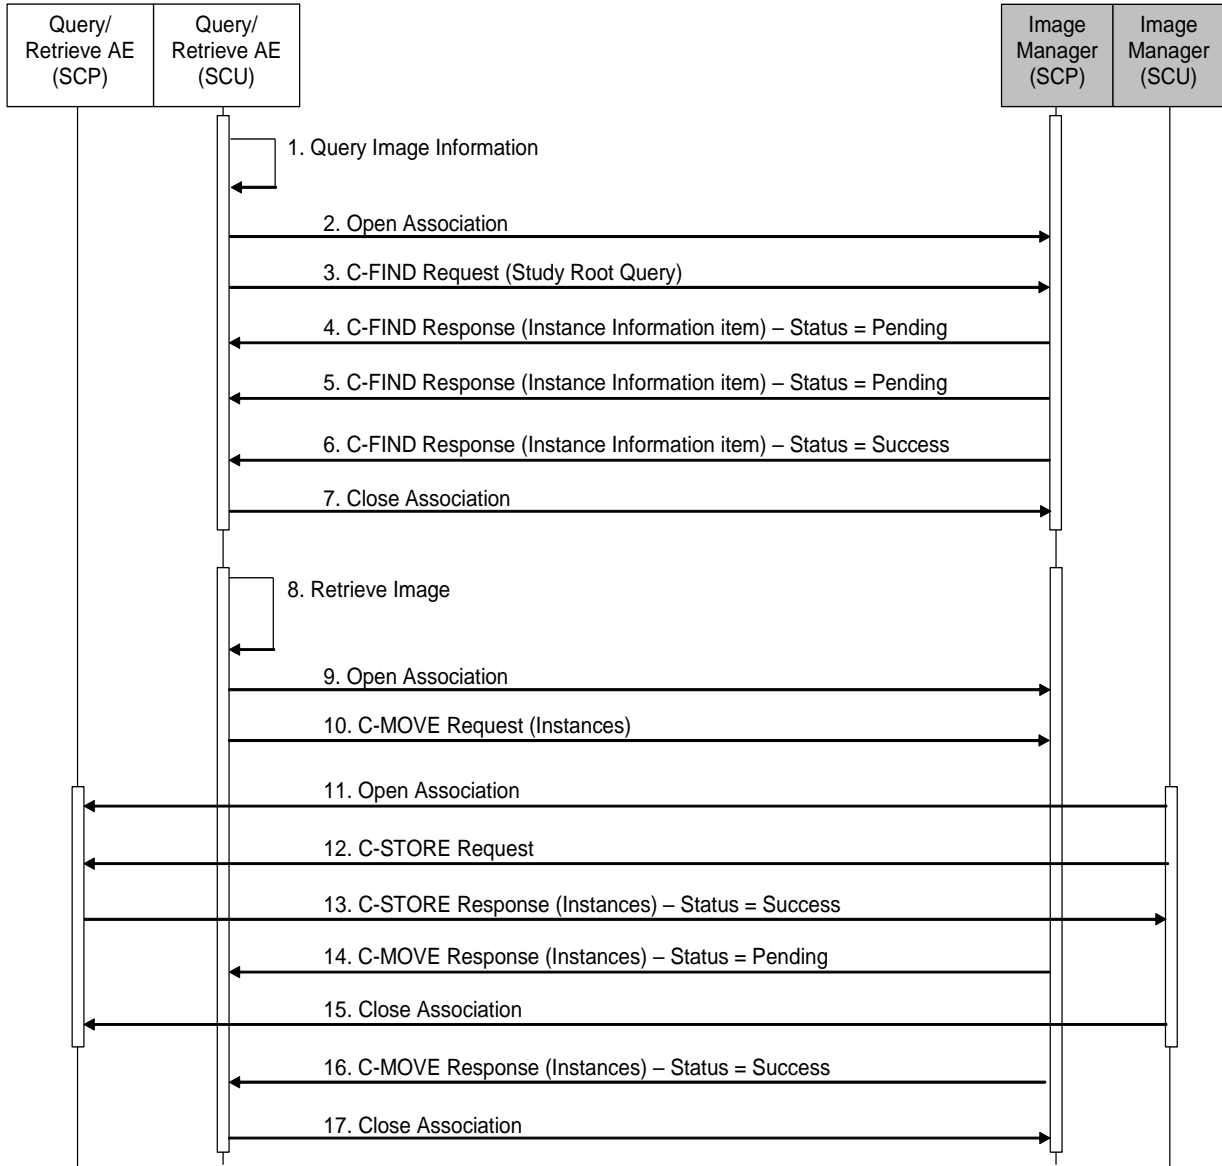 Query/
Retrieve AE
(SCP)
Query/
Retrieve AE
(SCU)
Image
Manager
(SCP)
Image
Manager
(SCU)
1. Query Image Information
2. Open Association
3. C-FIND Request (Study Root Query)
4. C-FIND Response (Instance Information item) – Status = Pending
5. C-FIND Response (Instance Information item) – Status = Pending
6. C-FIND Response (Instance Information item) – Status = Success
7. Close Association
8. Retrieve Image
9. Open Association
10. C-MOVE Request (Instances)
11. Open Association
12. C-STORE Request
13. C-STORE Response (Instances) – Status = Success
14. C-MOVE Response (Instances) – Status = Pending
15. Close Association
16. C-MOVE Response (Instances) – Status = Success
17. Close Association